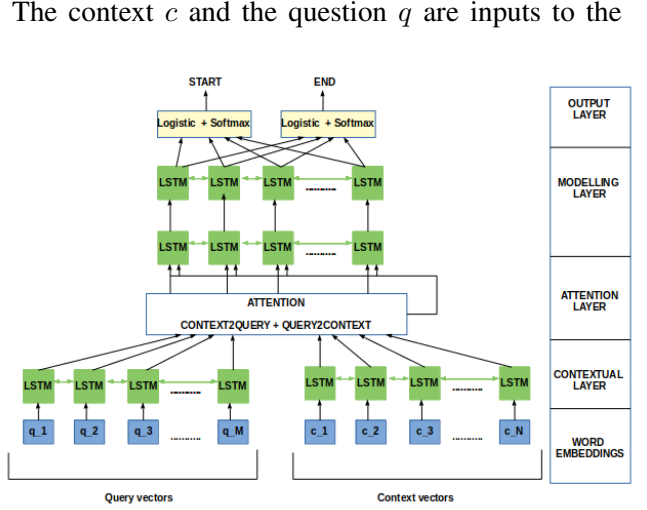 The context c and the question q are inputs to the
START END
Logistic + Softmax Logistic + Softmax
OUTPUT
LAYER
LSTM LSTM LSTM ........... LSTM
MODELLING
LAYER
LSTM LSTM LSTM ........... LSTM
ATTENTION
CONTEXT2QUERY + QUERY2CONTEXT
ATTENTION
LAYER
LSTM LSTM LSTM ........... LSTM LSTM LSTM LSTM ........... LSTM
CONTEXTUAL
LAYER
q_1 q_2 q_3 ........... q_M c_1 c_2 c_3 ........... c_N
WORD
EMBEDDINGS
Query vectors Context vectors